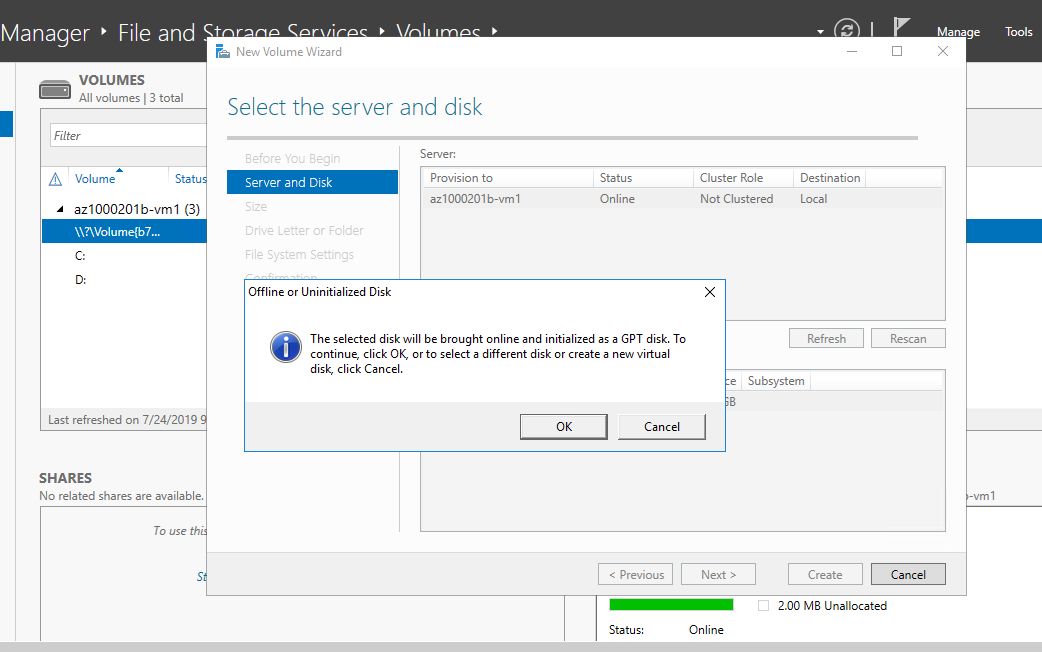 Manager ‣ File and Storage Services ‣ Volumes ‣
Manage Tools
VOLUMES
All volumes | 3 total
Filter
Volume Status
az1000201b-vm1 (3)
\\?\Volume{b7...
C:
D:
Last refreshed on 7/24/2019 9
SHARES
No related shares are available.
To use this
St
New Volume Wizard
Select the server and disk
Before You Begin
Server and Disk
Size
Drive Letter or Folder
File System Settings
Confirmation
Server:
Provision to Status Cluster Role Destination
az1000201b-vm1 Online Not Clustered Local
Refresh Rescan
ce Subsystem
GB
Offline or Uninitialized Disk
The selected disk will be brought online and initialized as a GPT disk. To
continue, click OK, or to select a different disk or create a new virtual
disk, click Cancel.
OK Cancel
< Previous Next > Create Cancel
b-vm1
2.00 MB Unallocated
Status: Online